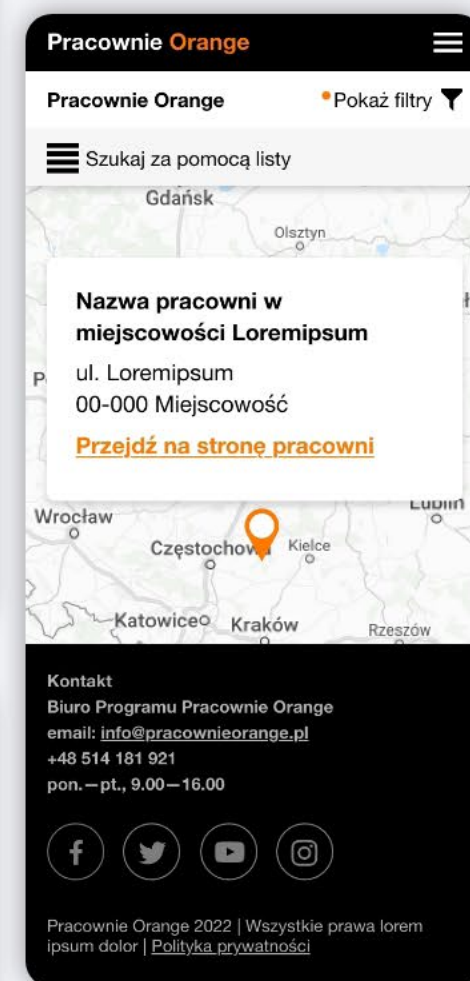 Pracownie Orange
Pracownie Orange
Pokaż filtry
Szukaj za pomocą listy
Gdańsk
Olsztyn
Nazwa pracowni w
miejscowości Loremipsum
ul. Loremipsum
00-000 Miejscowość
Przejdź na stronę pracowni
Wrocław
Lublin
Częstochowa
Kielce
Katowice
Kraków
Rzeszów
Kontakt
Biuro Programu Pracownie Orange
email: info@pracownieorange.pl
+48 514 181 921
pon.—pt., 9.00—16.00
Pracownie Orange 2022 | Wszystkie prawa lorem
ipsum dolor | Polityka prywatności